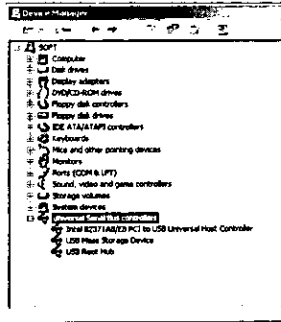 Device Manager
SOFT
Computer
Disk drives
Display adapters
DVD/CD-ROM drives
Floppy disk controllers
Floppy disk drives
IDE ATA/ATAPI controllers
Keyboards
Mice and other pointing devices
Monitors
Ports (COM & LPT)
Sound, video and game controllers
Storage volumes
System devices
Universal Serial Bus controllers
Intel 82371AB/EB PCI to USB Universal Host Controller
USB Mass Storage Device
USB Root Hub